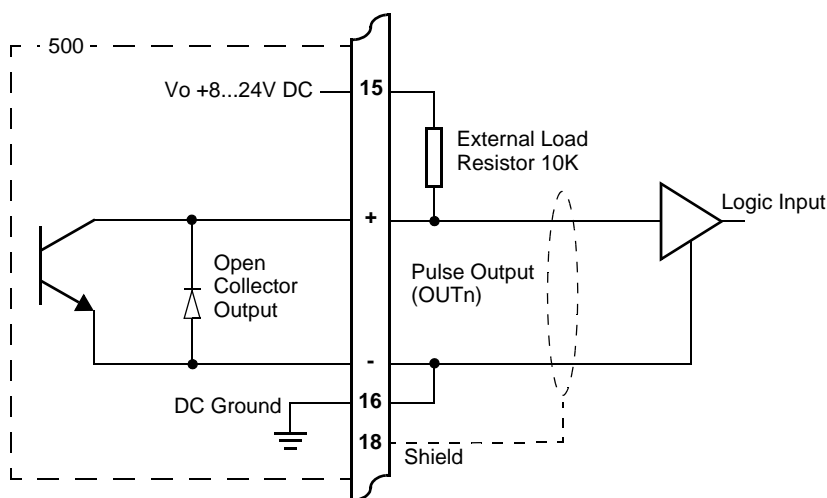 500
Vo +8...24V DC
15
External Load
Resistor 10K
+
Logic Input
Open
Collector
Output
Pulse Output
(OUTn)
-
DC Ground
16
18
Shield